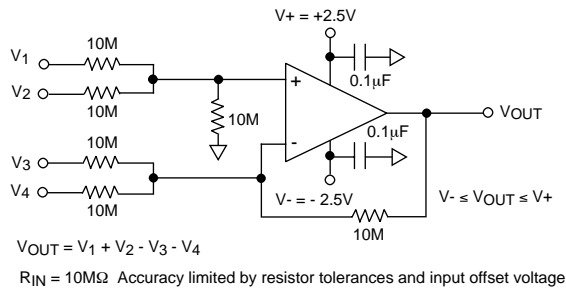 V+ = +2.5V
V1
10M
0.1µF
V2
10M
+
10M
VOUT
0.1µF
V3
10M
-
V4
10M
V- = - 2.5V
V- ≤ VOUT ≤ V+
10M
VOUT = V1 + V2 - V3 - V4
RIN = 10MΩ Accuracy limited by resistor tolerances and input offset voltage